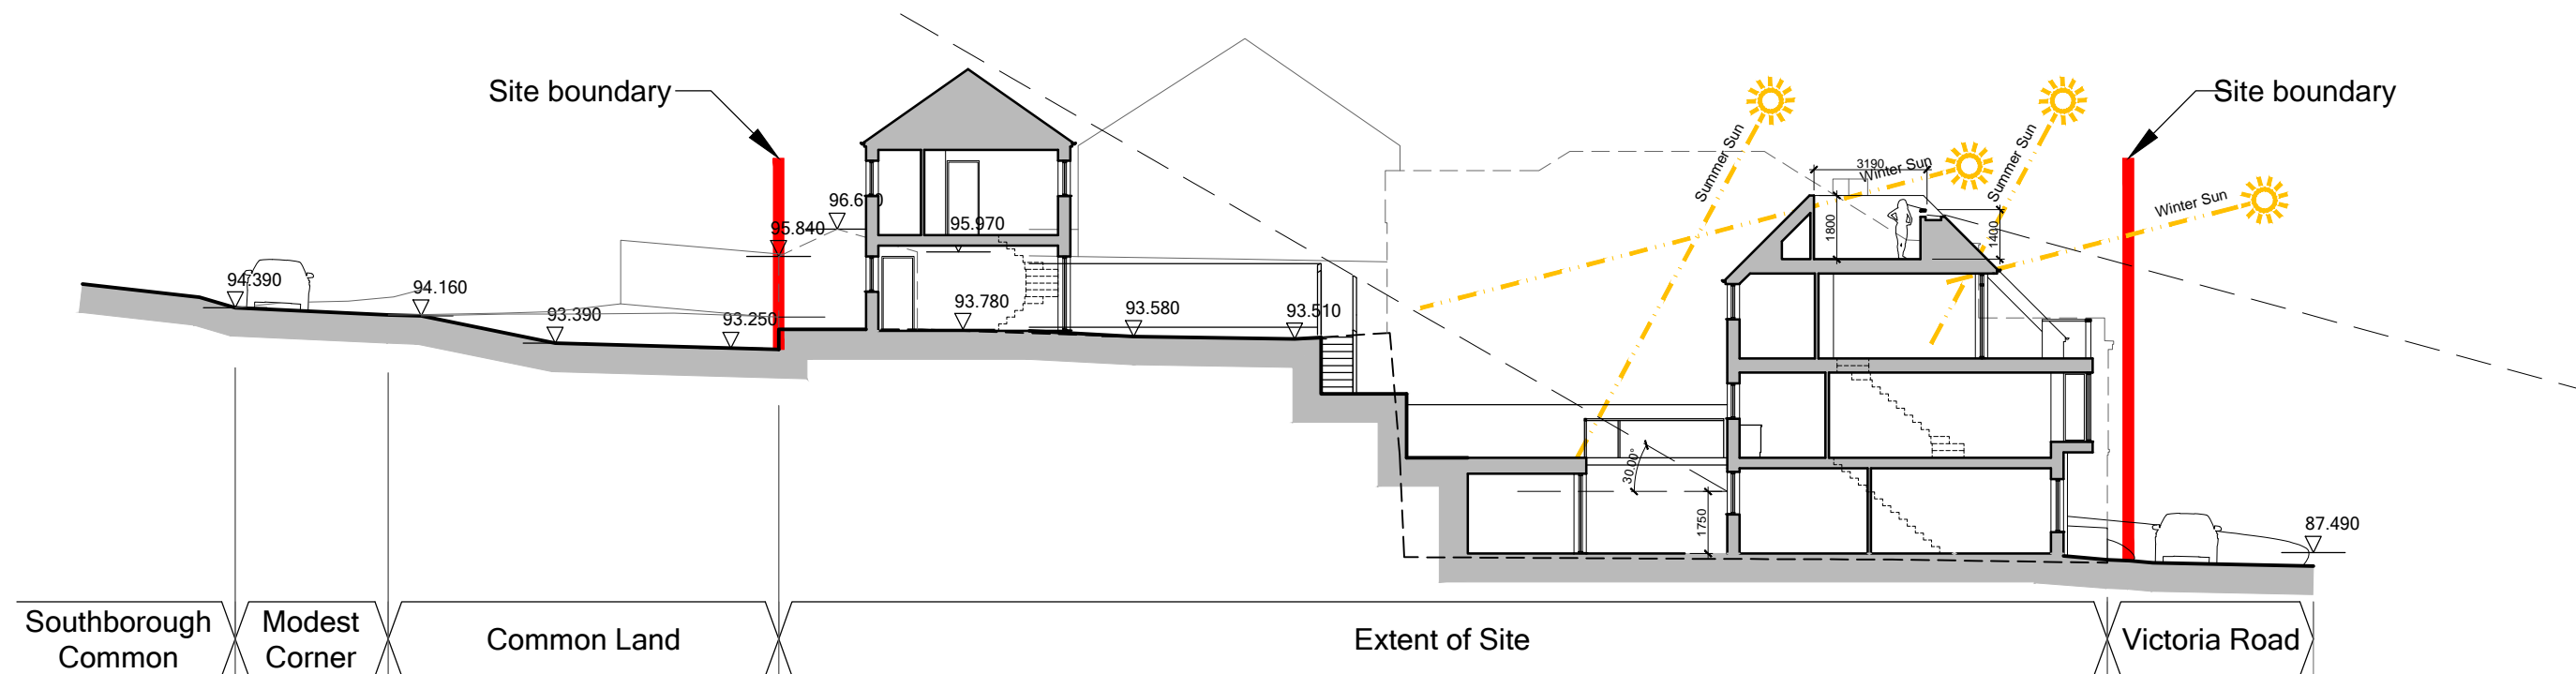 Site boundary
Site boundary
Summer Sun
3190
Winter Sun
Summer Sun
Winter Sun
95.840
95.970
1800
1400
94.390
94.160
93.390
93.250
93.780
93.580
93.510
30.00°
1750
87.490
Southborough
Common
Modest
Corner
Common Land
Extent of Site
Victoria Road